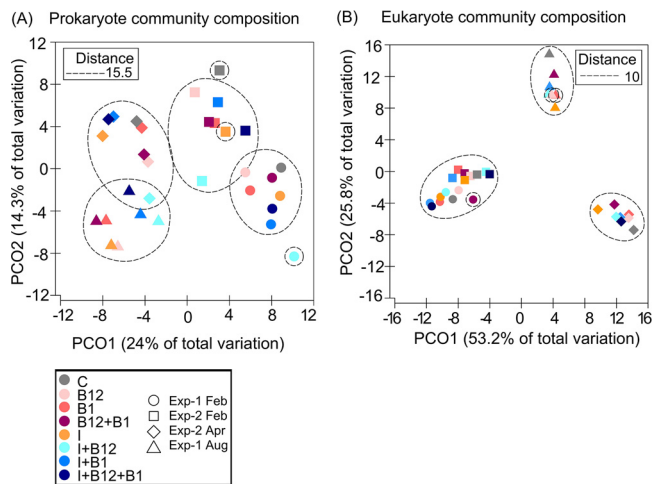 (A) Prokaryote community composition
(B) Eukaryote community composition
Distance
15.5
12
8
4
0
-4
-8
-12
-12 -8 -4 0 4 8 12
PCO2 (14.3% of total variation)
PCO1 (24% of total variation)
Distance
10
16
12
8
4
0
-4
-8
-12
-16
-16 -12 -8 -4 0 4 8 12 16
PCO2 (25.8% of total variation)
PCO1 (53.2% of total variation)
C
B12
B1
B12+B1
I
I+B12
I+B1
I+B12+B1
Exp-1 Feb
Exp-2 Feb
Exp-2 Apr
Exp-1 Aug